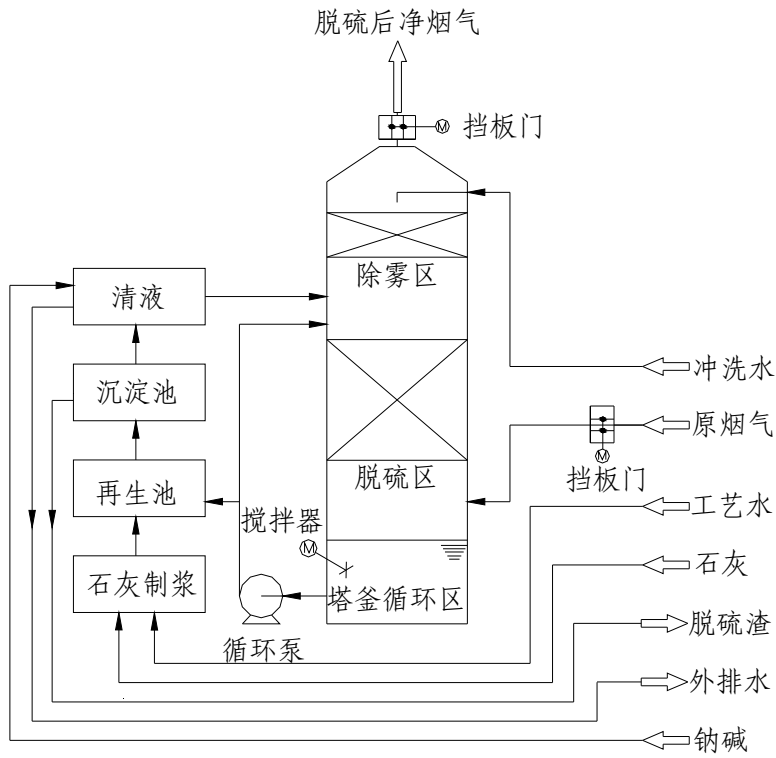 脱硫后净烟气
M
挡板门
除雾区
清液
冲洗水
沉淀池
原烟气
M
挡板门
脱硫区
再生池
工艺水
搅拌器
M
石灰
石灰制浆
塔釜循环区
脱硫渣
循环泵
外排水
钠碱